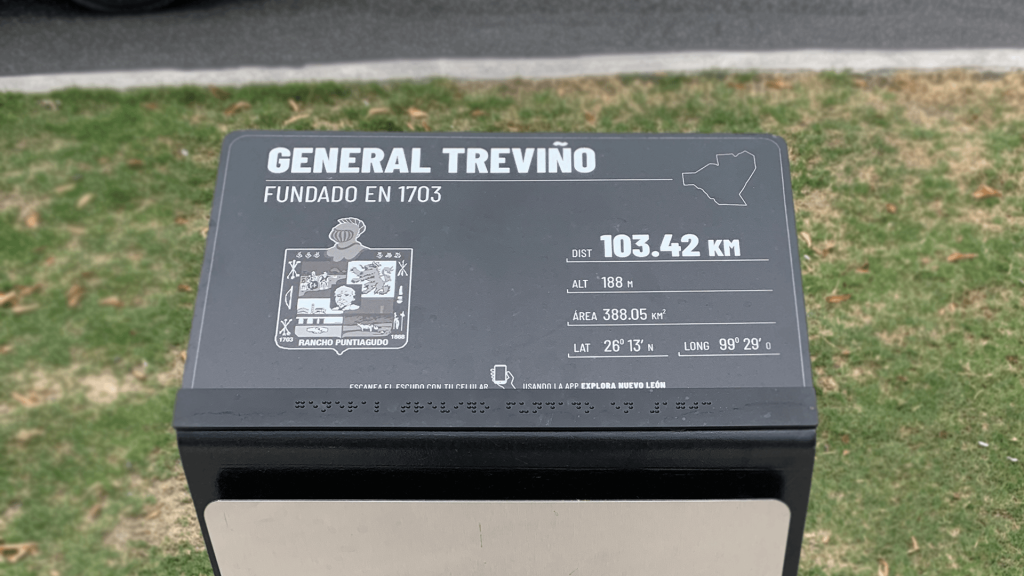 GENERAL TREVIÑO
FUNDADO EN 1703
DIST 103.42 KM
ALT 188 M
ÁREA 388.05 KM²
LAT 26° 13' N
LONG 99° 29' O
1703
1868
RANCHO PUNTIAGUDO
ESCANEA EL ESCUDO CON TU CELULAR USANDO LA APP EXPLORA NUEVO LEÓN